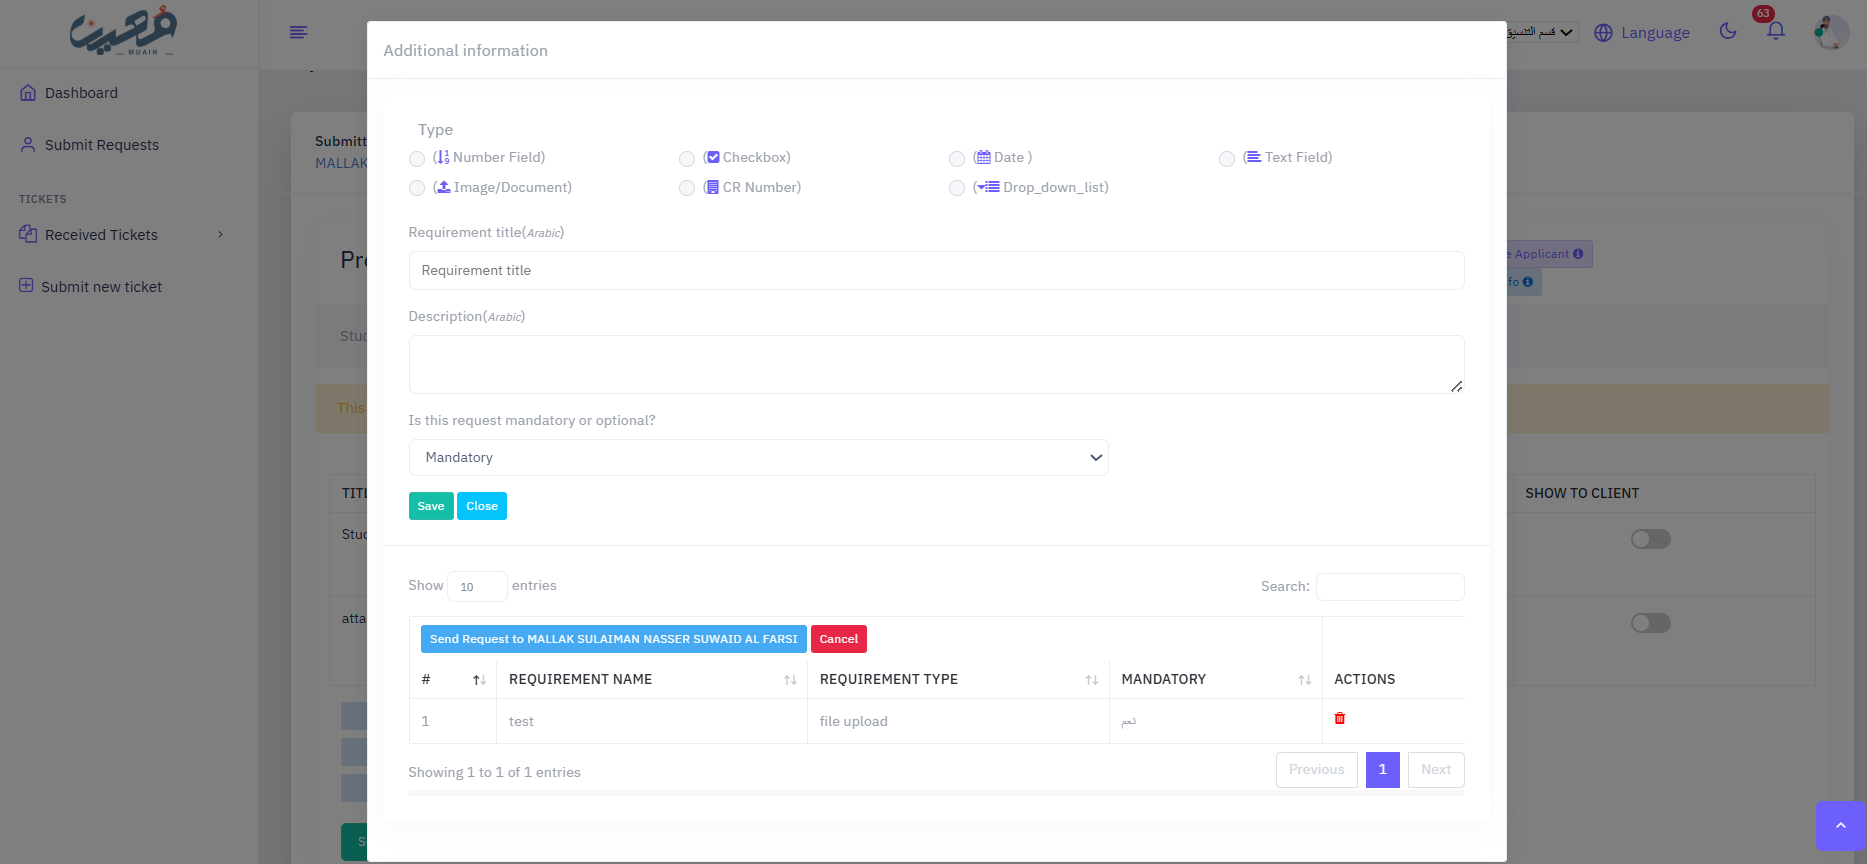 معين
MUAIN
Dashboard
Submit Requests
TICKETS
Received Tickets
Submit new ticket
قسم التنسيق
Language
63
Additional information
Type
(Number Field)
(Checkbox)
(Date )
(Text Field)
(Image/Document)
(CR Number)
(Drop_down_list)
Requirement title(Arabic)
Requirement title
Description(Arabic)
Is this request mandatory or optional?
Mandatory
Save Close
Show 10 entries
Search:
Send Request to MALLAK SULAIMAN NASSER SUWAID AL FARSI Cancel
# REQUIREMENT NAME REQUIREMENT TYPE MANDATORY ACTIONS
1 test file upload نعم
Showing 1 to 1 of 1 entries
Previous 1 Next
Submitt
MALLAK
Pr
Applicant
fo
Stud
This
TITL
SHOW TO CLIENT
Stud
atta
S